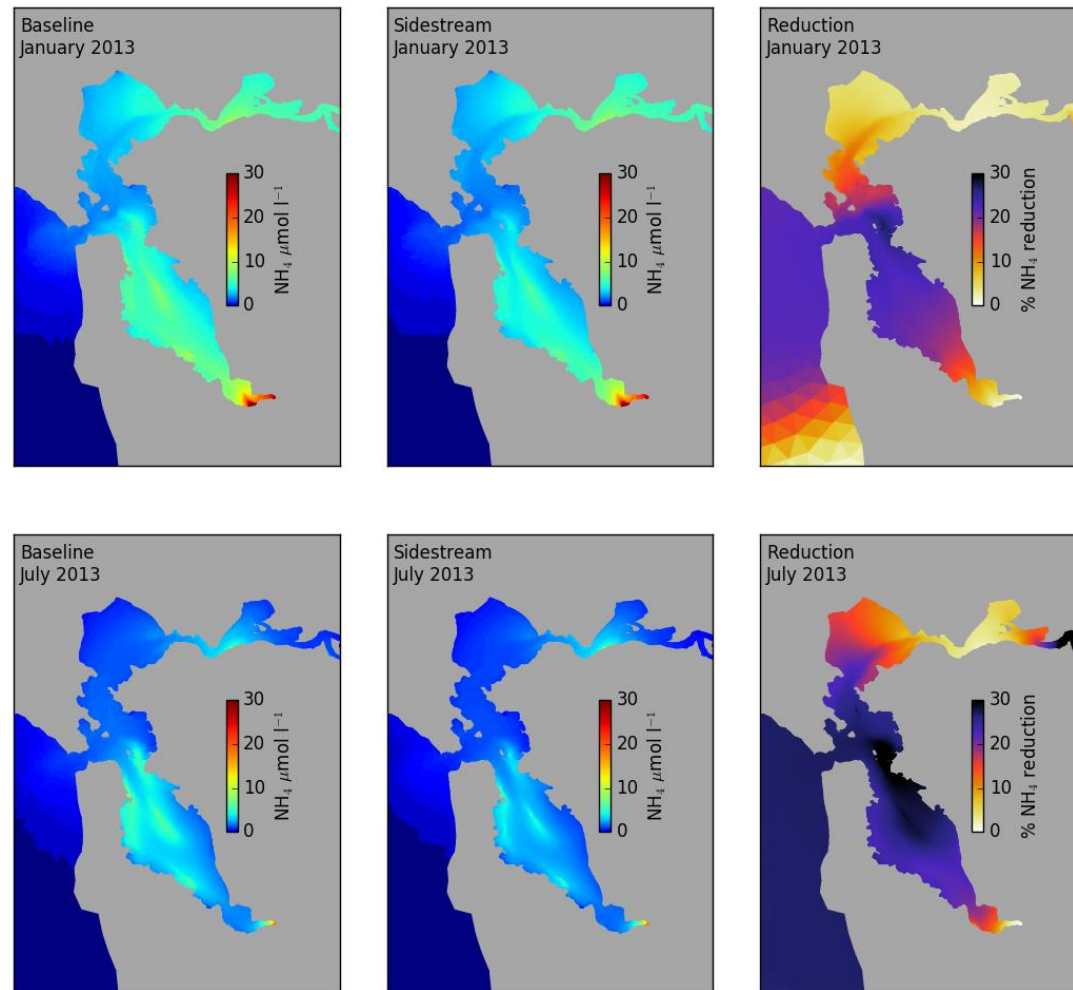 Baseline
January 2013
30
20
10
0
NH₄ μmol l⁻¹
Sidestream
January 2013
30
20
10
0
NH₄ μmol l⁻¹
Reduction
January 2013
30
20
10
0
% NH₄ reduction
Baseline
July 2013
30
20
10
0
NH₄ μmol l⁻¹
Sidestream
July 2013
30
20
10
0
NH₄ μmol l⁻¹
Reduction
July 2013
30
20
10
0
% NH₄ reduction